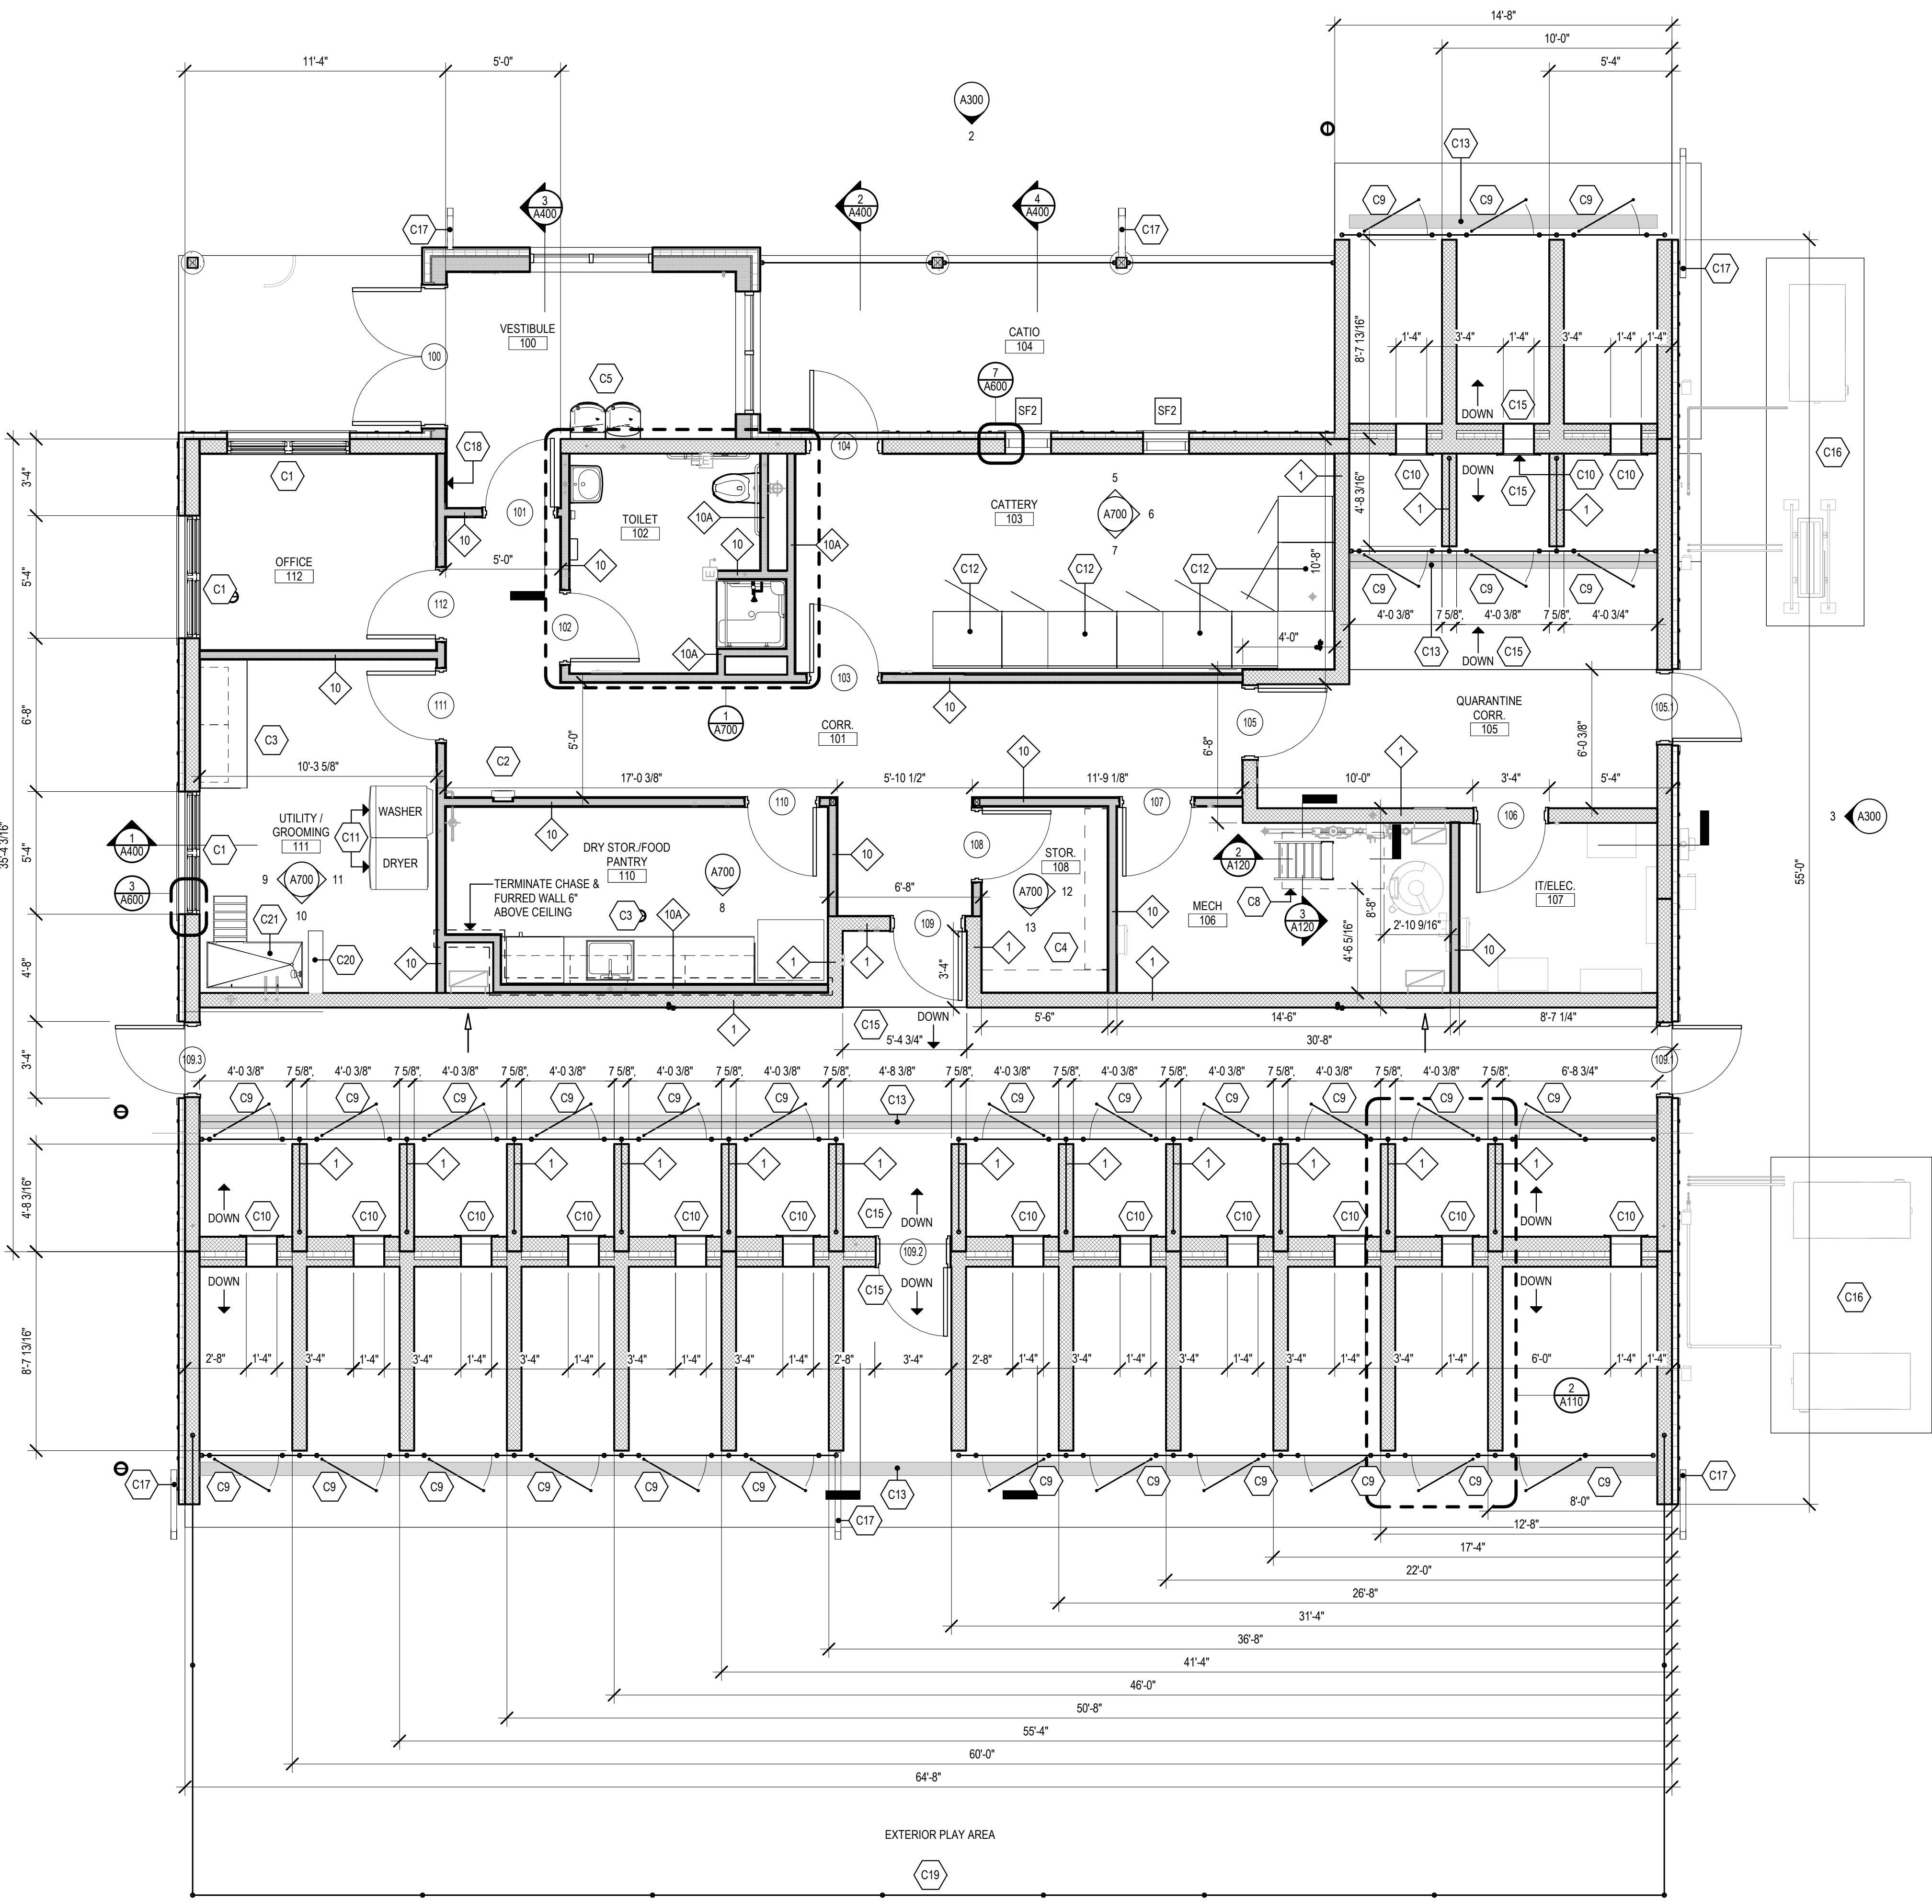 14'-8"
10'-0"
5'-4"
11'-4"
5'-0"
A300
2
C13
C9
C9
C9
3
A400
2
A400
4
A400
C17
C17
C17
VESTIBULE
100
CATIO
104
100
8'-7 13/16"
1'-4"
3'-4"
1'-4"
3'-4"
1'-4"
1'-4"
C5
7
A600
SF2
SF2
DOWN
C15
C16
C18
104
C1
3'-4"
C10
DOWN
C10
C10
C15
4'-8 3/16"
1
1
1
5
A700
6
7
CATTERY
103
101
TOILET
102
10A
10
10
10
10A
OFFICE
112
5'-4"
5'-0"
C1
112
102
C12
C12
C12
10'-8"
C9
C9
C9
4'-0 3/8"
7 5/8"
4'-0 3/8"
7 5/8"
4'-0 3/4"
4'-0"
C13
DOWN
C15
10A
10
103
10
111
6'-8"
C3
1
A700
CORR.
101
105
QUARANTINE
CORR.
105
105.1
5'-0"
C2
10
6'-8"
1
6'-0 3/8"
10'-3 5/8"
17'-0 3/8"
5'-10 1/2"
11'-9 1/8"
10'-0"
3'-4"
5'-4"
110
107
106
WASHER
C11
DRYER
UTILITY /
GROOMING
111
C1
1
A400
3
A600
5'-4"
35'-4 3/16"
9
A700
11
10
10
DRY STOR./FOOD
PANTRY
110
A700
8
TERMINATE CHASE &
FURRED WALL 6"
ABOVE CEILING
10
108
STOR.
108
A700
12
13
6'-8"
2
A120
C8
3
A120
MECH
106
8'-8"
4'-6 5/16"
2'-10 9/16"
IT/ELEC.
107
3
A300
55'-0"
C21
C20
10
C3
10A
1
1
109
1
C4
10
1
10
3'-4"
4'-8"
1
C15
DOWN
5'-4 3/4"
5'-6"
14'-6"
8'-7 1/4"
30'-8"
109.3
109.1
3'-4"
4'-0 3/8"
7 5/8"
4'-0 3/8"
7 5/8"
4'-0 3/8"
7 5/8"
4'-0 3/8"
7 5/8"
4'-0 3/8"
7 5/8"
4'-0 3/8"
7 5/8"
4'-8 3/4"
7 5/8"
4'-0 3/8"
7 5/8"
4'-0 3/8"
7 5/8"
4'-0 3/8"
7 5/8"
4'-0 3/8"
7 5/8"
4'-0 3/8"
7 5/8"
6'-8 3/4"
C9
C9
C9
C9
C9
C9
C13
C9
C9
C9
C9
C9
C9
1
1
1
1
1
1
1
1
1
1
1
1
4'-8 3/16"
DOWN
C10
C10
C10
C10
C10
C10
C15
DOWN
C10
C10
C10
C10
C10
DOWN
C10
109.2
DOWN
C15
DOWN
DOWN
8'-7 13/16"
2'-8"
1'-4"
3'-4"
1'-4"
3'-4"
1'-4"
3'-4"
1'-4"
3'-4"
1'-4"
3'-4"
1'-4"
2'-8"
3'-4"
2'-8"
1'-4"
3'-4"
1'-4"
3'-4"
1'-4"
3'-4"
1'-4"
3'-4"
1'-4"
6'-0"
1'-4"
1'-4"
C16
2
A110
C17
C9
C9
C9
C9
C9
C9
C13
C9
C9
C9
C9
C9
C9
C9
C17
C17
8'-0"
12'-8"
17'-4"
22'-0"
26'-8"
31'-4"
36'-8"
41'-4"
46'-0"
50'-8"
55'-4"
60'-0"
64'-8"
EXTERIOR PLAY AREA
C19